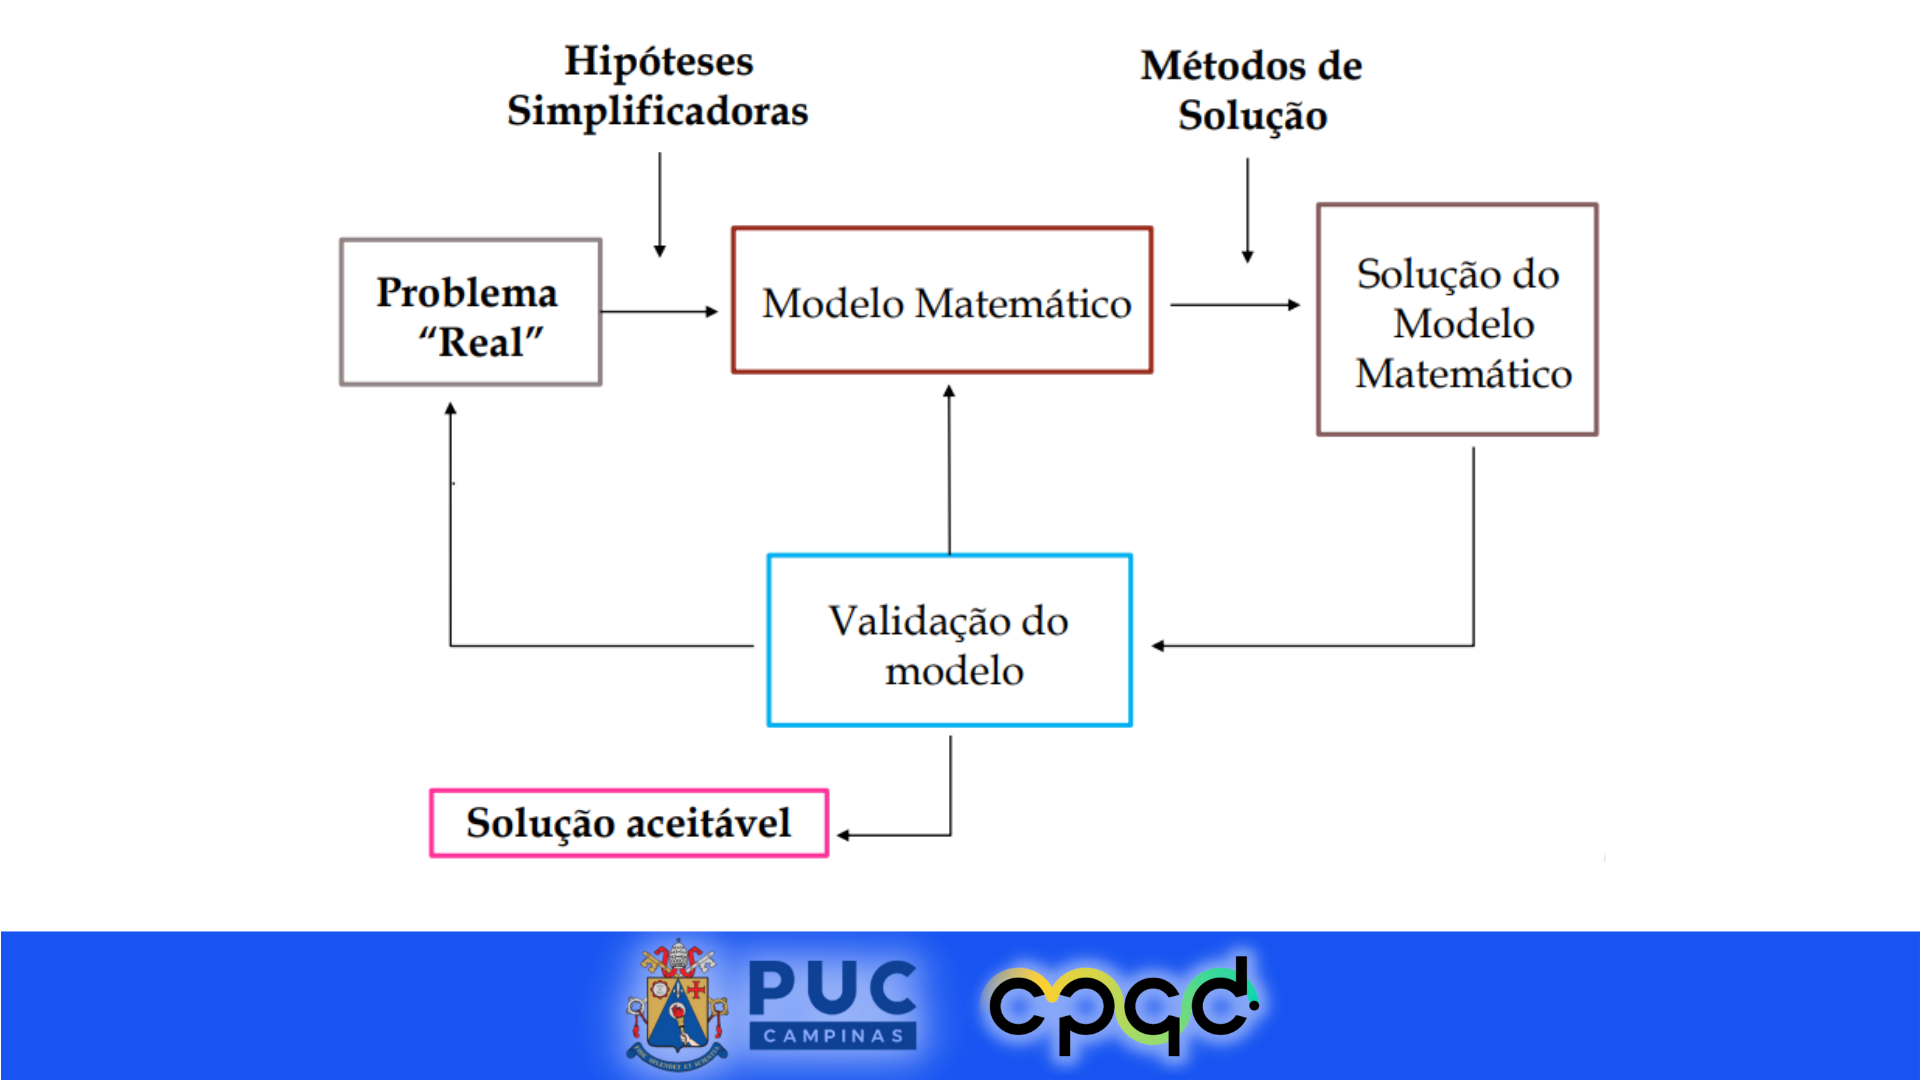 Hipóteses
Simplificadoras
Métodos de
Solução
Problema
“Real”
Modelo Matemático
Solução do
Modelo
Matemático
Validação do
modelo
Solução aceitável
PUC
CAMPINAS
cpqd